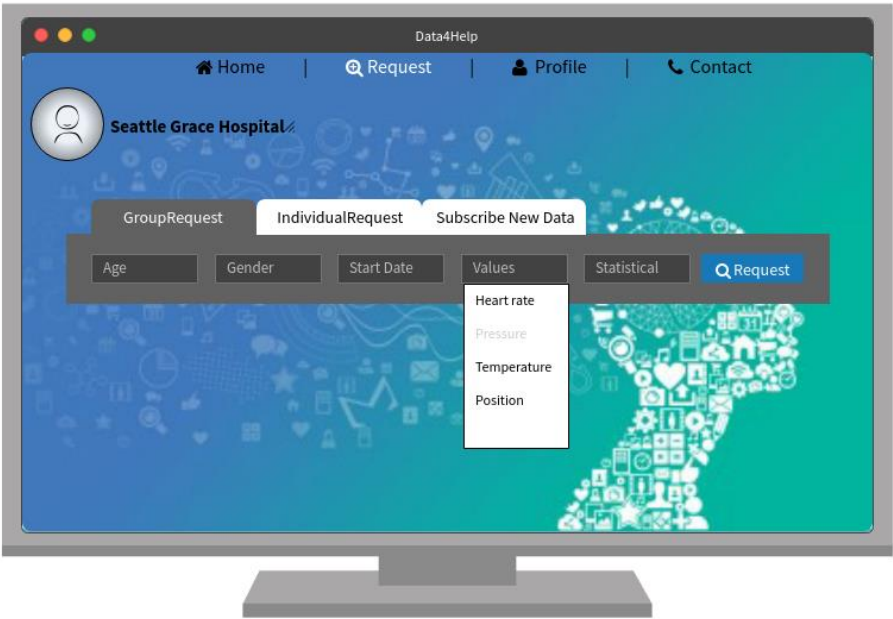 Data4Help
Home | Request | Profile | Contact
Seattle Grace Hospital
GroupRequest IndividualRequest Subscribe New Data
Age Gender Start Date Values Statistical Request
Heart rate
Pressure
Temperature
Position